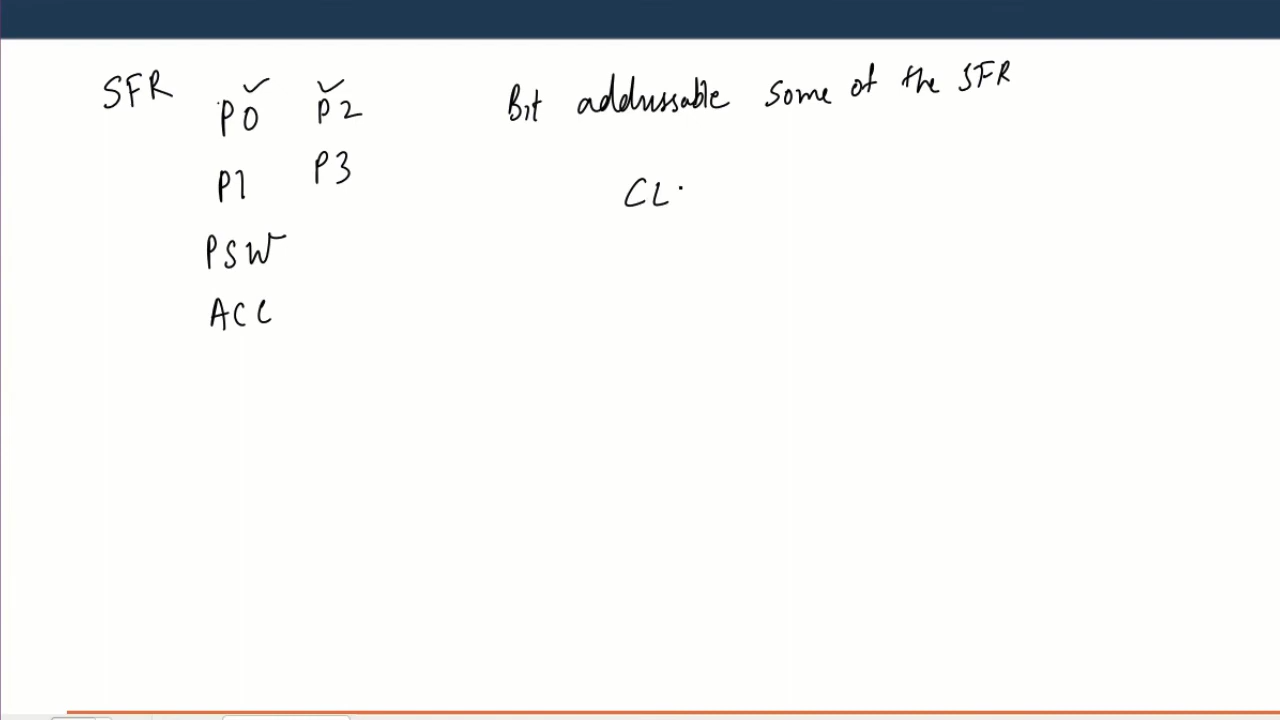 SFR P0 P2 Bit addressable some of the SFR
P1 P3 CL
PSW
ACC